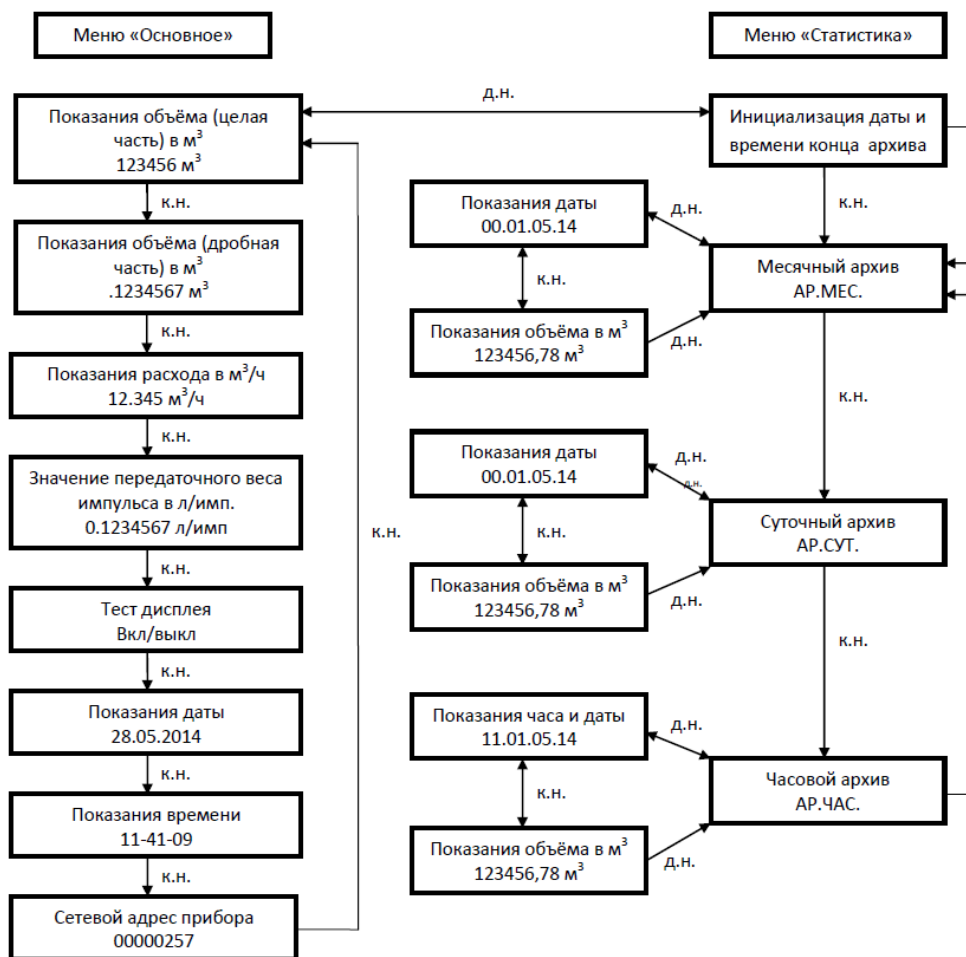 Меню «Основное»
Меню «Статистика»
д.н.
Показания объёма (целая
часть) в м³
123456 м³
к.н.
Показания объёма (дробная
часть) в м³
.1234567 м³
к.н.
Показания расхода в м³/ч
12.345 м³/ч
к.н.
Значение передаточного веса
импульса в л/имп.
0.1234567 л/имп
к.н.
Тест дисплея
Вкл/выкл
к.н.
Показания даты
28.05.2014
к.н.
Показания времени
11-41-09
к.н.
Сетевой адрес прибора
00000257
к.н.
Инициализация даты и
времени конца архива
к.н.
Показания даты
00.01.05.14
д.н.
к.н.
Месячный архив
АР.МЕС.
Показания объёма в м³
123456,78 м³
д.н.
к.н.
Показания даты
00.01.05.14
д.н.
д.н.
к.н.
Суточный архив
АР.СУТ.
Показания объёма в м³
123456,78 м³
д.н.
к.н.
Показания часа и даты
11.01.05.14
д.н.
к.н.
Часовой архив
АР.ЧАС.
Показания объёма в м³
123456,78 м³
д.н.